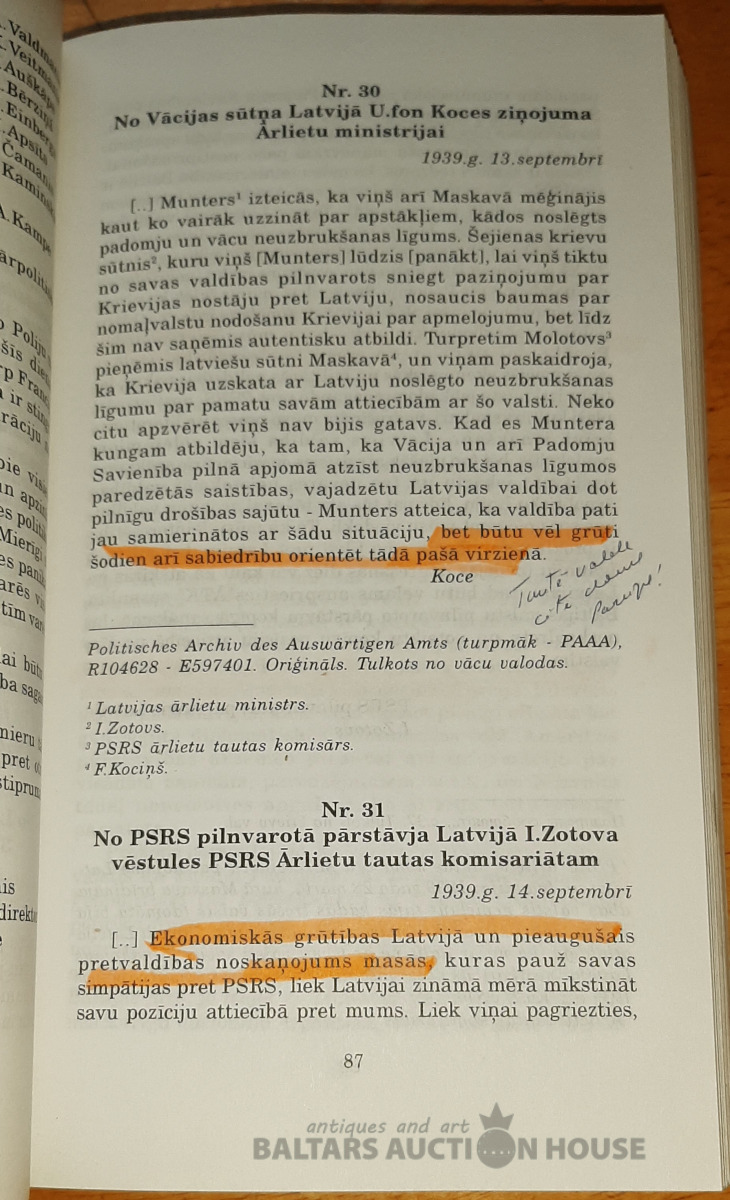 . Valdm
. Veitma
. Auškāp
. Bērziņ
. Einberg
. Apsīt
Čaman
Kamin
A. Kampe
ārpolit
Nr. 30
No Vācijas sūtņa Latvijā U.fon Koces ziņojuma
Ārlietu ministrijai
1939.g. 13.septembrī
[..] Munters¹ izteicās, ka viņš arī Maskavā mēģinājis
kaut ko vairāk uzzināt par apstākļiem, kādos noslēgts
padomju un vācu neuzbrukšanas līgums. Šejienas krievu
sūtnis², kuru viņš [Munters] lūdzis [panākt], lai viņš tiktu
no savas valdības pilnvarots sniegt paziņojumu par
Krievijas nostāju pret Latviju, nosaucis baumas par
nomaļvalstu nodošanu Krievijai par apmelojumu, bet līdz
šim nav saņēmis autentisku atbildi. Turpretim Molotovs³
pieņēmis latviešu sūtni Maskavā⁴, un viņam paskaidroja,
ka Krievija uzskata ar Latviju noslēgto neuzbrukšanas
līgumu par pamatu savām attiecībām ar šo valsti. Neko
citu apzvērēt viņš nav bijis gatavs. Kad es Muntera
kungam atbildēju, ka tam, ka Vācija un arī Padomju
Savienība pilnā apjomā atzīst neuzbrukšanas līgumos
paredzētās saistības, vajadzētu Latvijas valdībai dot
pilnīgu drošības sajūtu - Munters atteica, ka valdība pati
jau samierinātos ar šādu situāciju, bet būtu vēl grūti
šodien arī sabiedrību orientēt tādā pašā virzienā.
Koce
Politisches Archiv des Auswärtigen Amts (turpmāk - PAAA),
R104628 - E597401. Oriģināls. Tulkots no vācu valodas.
¹ Latvijas ārlietu ministrs.
² I.Zotovs.
³ PSRS ārlietu tautas komisārs.
⁴ F.Kociņš.
Nr. 31
No PSRS pilnvarotā pārstāvja Latvijā I.Zotova
vēstules PSRS Ārlietu tautas komisariātam
1939.g. 14.septembrī
[..] Ekonomiskās grūtības Latvijā un pieaugušais
pretvaldības noskaņojums masās, kuras pauž savas
simpātijas pret PSRS, liek Latvijai zināmā mērā mīkstināt
savu pozīciju attiecībā pret mums. Liek viņai pagriezties,
87
antiques and art
BALTARS AUCTION HOUSE